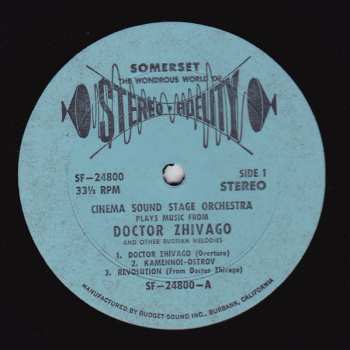 SOMERSET
THE WONDROUS WORLD OF
STEREO-FIDELITY
SF-24800
33⅓ RPM
SIDE 1
STEREO
CINEMA SOUND STAGE ORCHESTRA
PLAYS MUSIC FROM
DOCTOR ZHIVAGO
AND OTHER RUSSIAN MELODIES
1. DOCTOR ZHIVAGO (Overture)
2. KAMENNOI-OSTROV
3. REVOLUTION (From Doctor Zhivago)
SF-24800-A
MANUFACTURED BY BUDGET SOUND INC., BURBANK, CALIFORNIA